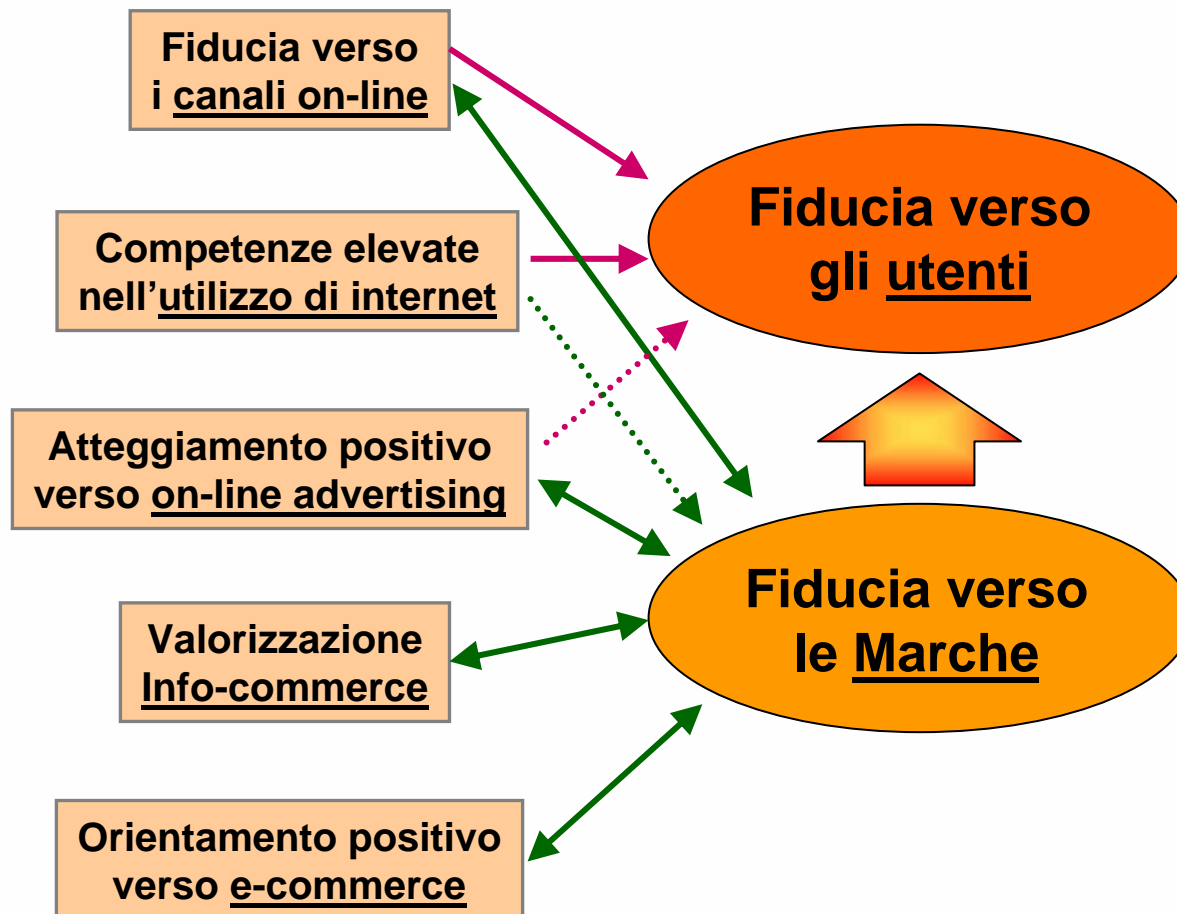 Fiducia verso
i canali on-line
Fiducia verso
gli utenti
Competenze elevate
nell'utilizzo di internet
Atteggiamento positivo
verso on-line advertising
Fiducia verso
le Marche
Valorizzazione
Info-commerce
Orientamento positivo
verso e-commerce